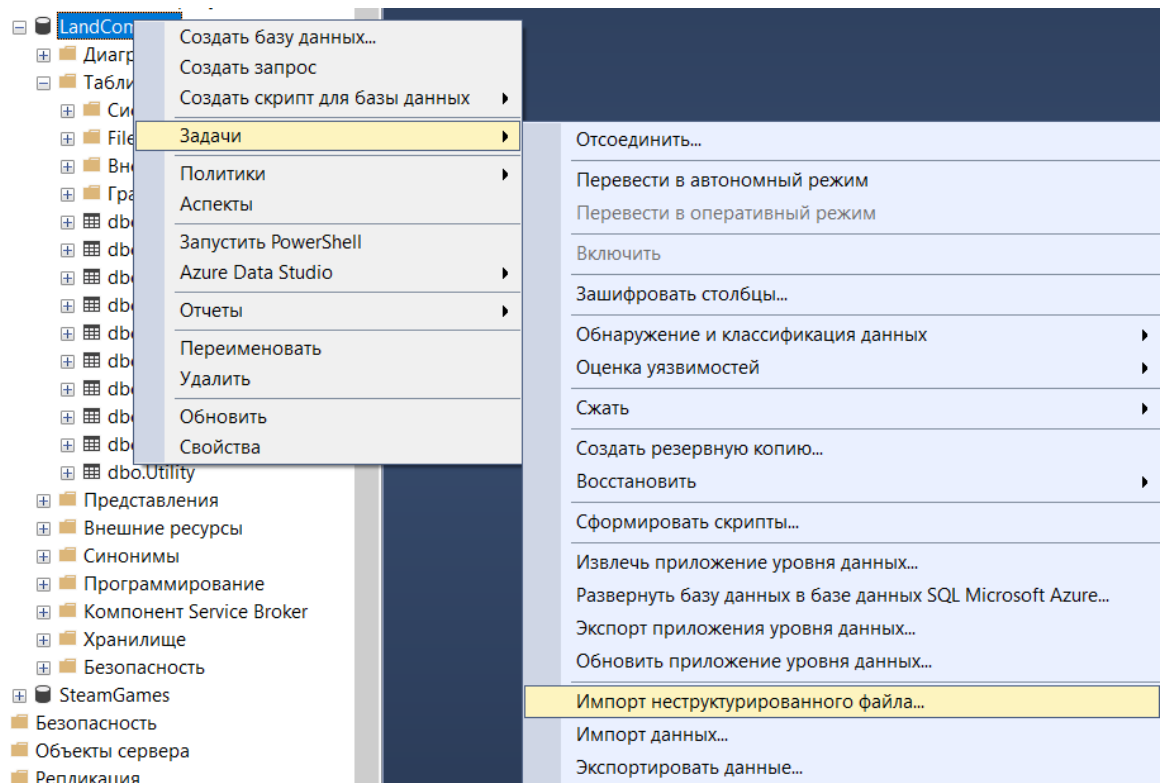 LandCom
Диагр
Табли
Си
File
Вн
Гра
dbo
dbo
dbo
dbo
dbo
dbo
dbo
dbo
dbo
dbo.Utility
Представления
Внешние ресурсы
Синонимы
Программирование
Компонент Service Broker
Хранилище
Безопасность
SteamGames
Безопасность
Объекты сервера
Репликация
Создать базу данных...
Создать запрос
Создать скрипт для базы данных
Задачи
Политики
Аспекты
Запустить PowerShell
Azure Data Studio
Отчеты
Переименовать
Удалить
Обновить
Свойства
Отсоединить...
Перевести в автономный режим
Перевести в оперативный режим
Включить
Зашифровать столбцы...
Обнаружение и классификация данных
Оценка уязвимостей
Сжать
Создать резервную копию...
Восстановить
Сформировать скрипты...
Извлечь приложение уровня данных...
Развернуть базу данных в базе данных SQL Microsoft Azure...
Экспорт приложения уровня данных...
Обновить приложение уровня данных...
Импорт неструктурированного файла...
Импорт данных...
Экспортировать данные...